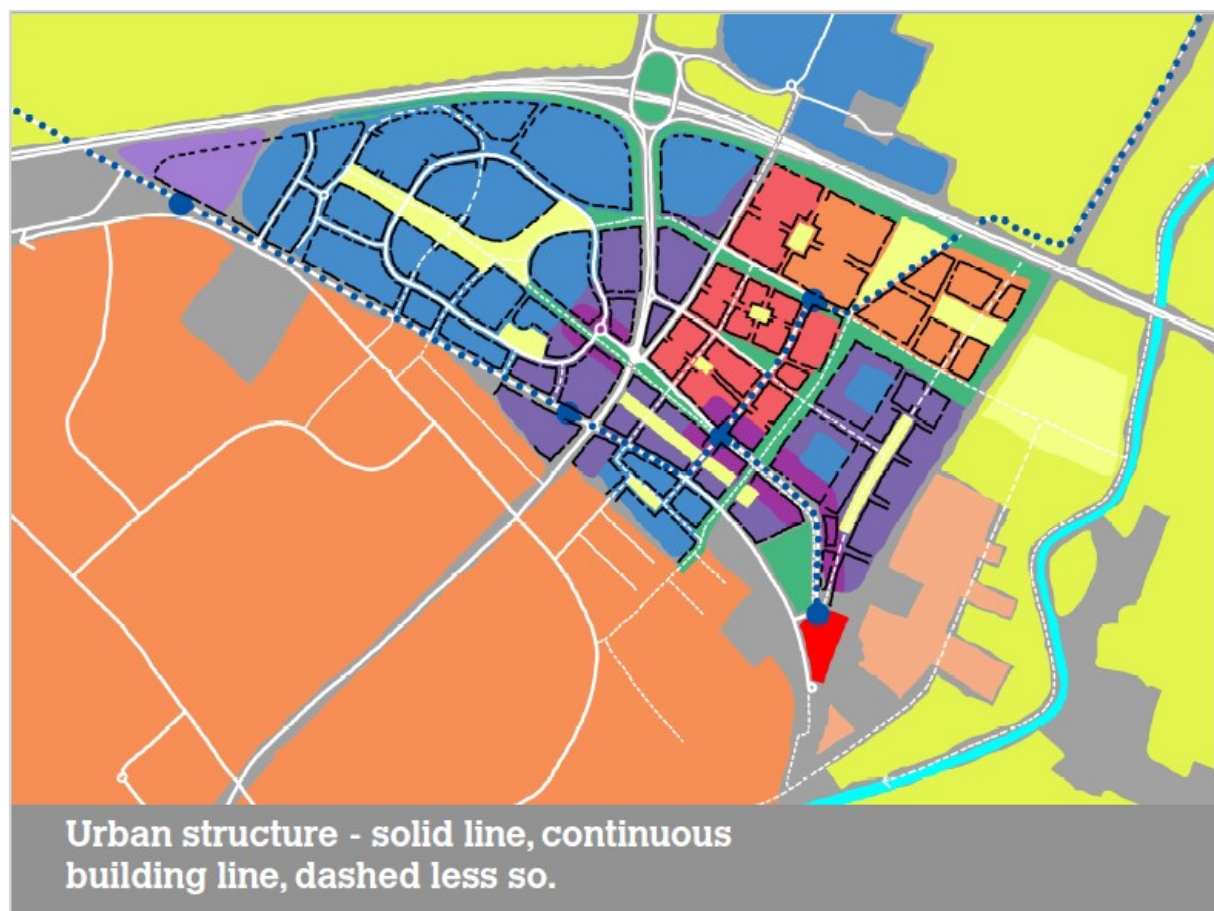 Urban structure - solid line, continuous
building line, dashed less so.